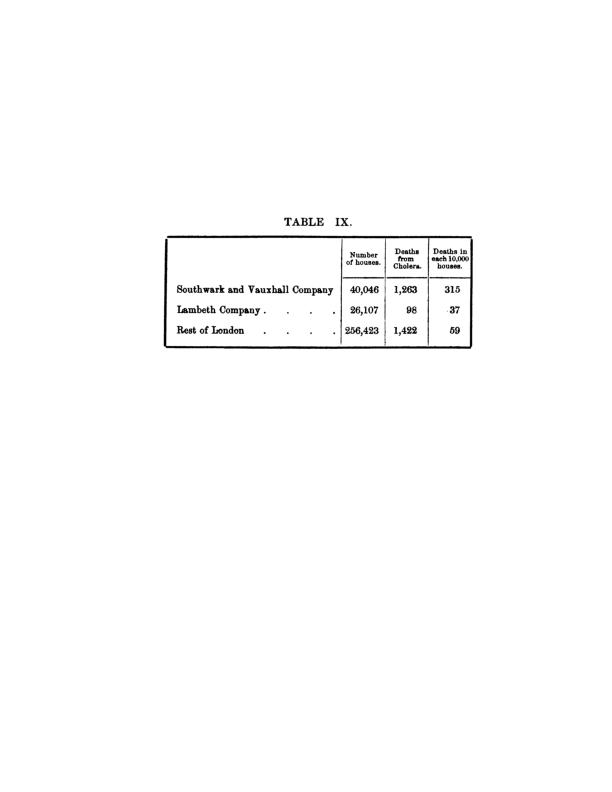 TABLE IX.
Number of houses. Deaths from Cholera. Deaths in each 10,000 houses.
Southwark and Vauxhall Company 40,046 1,263 315
Lambeth Company . . . . 26,107 98 37
Rest of London . . . . 256,423 1,422 59